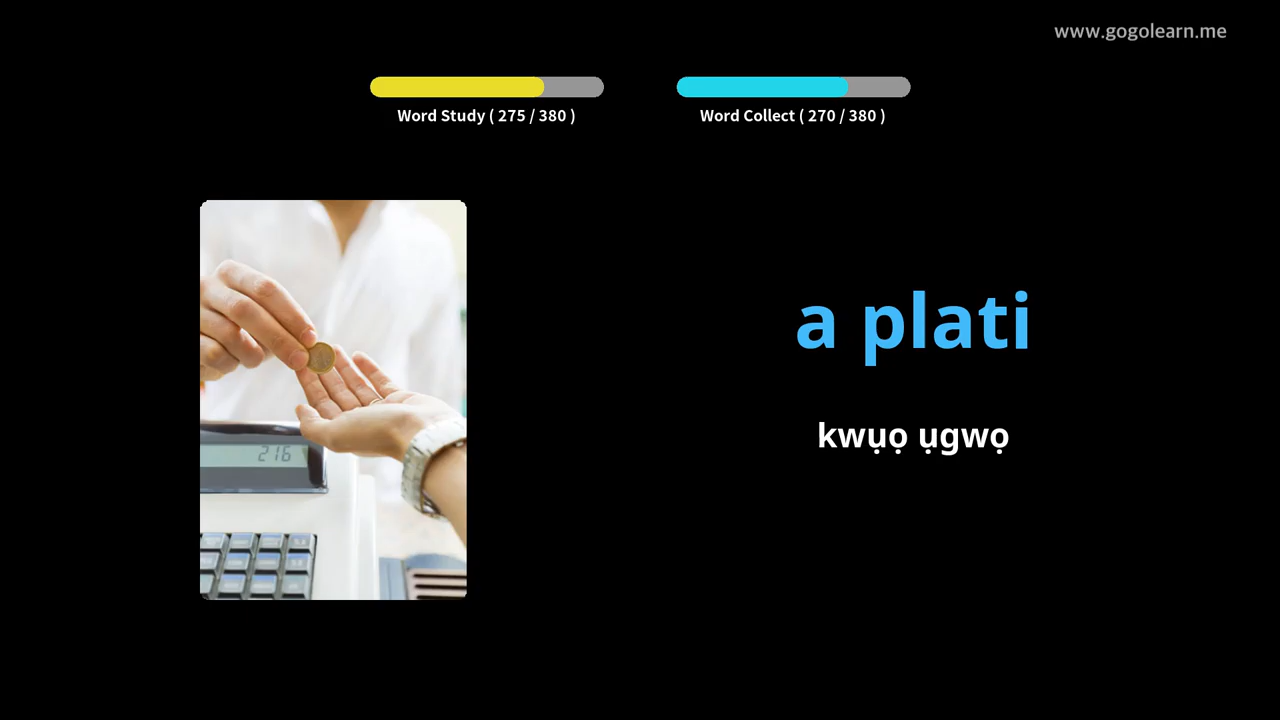 www.gogolearn.me
Word Study ( 275 / 380 )
Word Collect ( 270 / 380 )
a plati
kwụọ ụgwọ
216